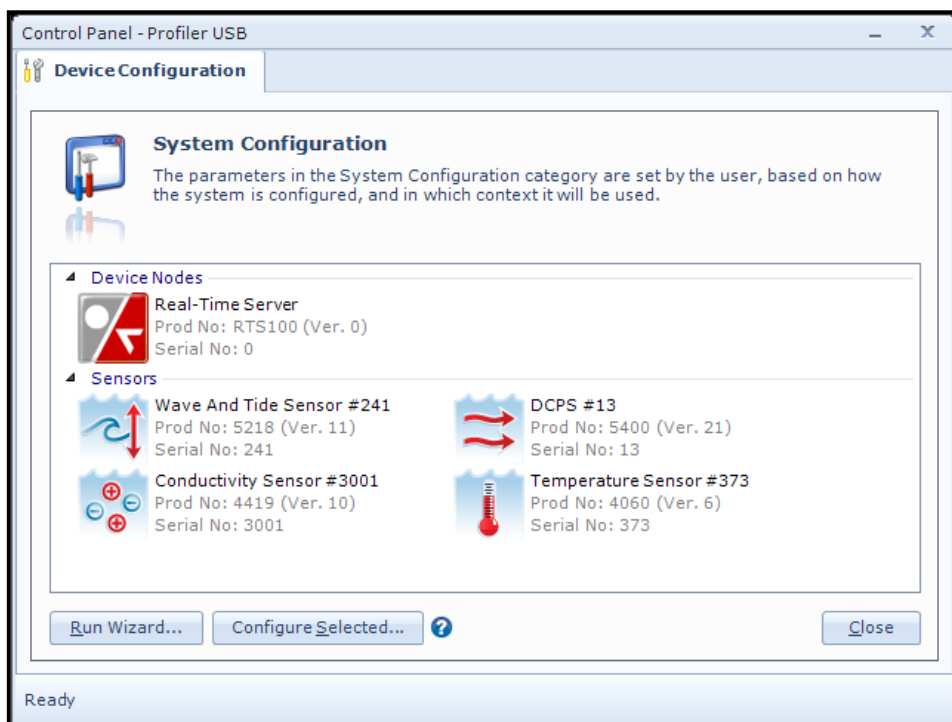 Control Panel - Profiler USB
Device Configuration
System Configuration
The parameters in the System Configuration category are set by the user, based on how
the system is configured, and in which context it will be used.
Device Nodes
Real-Time Server
Prod No: RTS100 (Ver. 0)
Serial No: 0
Sensors
Wave And Tide Sensor #241
Prod No: 5218 (Ver. 11)
Serial No: 241
DCPS #13
Prod No: 5400 (Ver. 21)
Serial No: 13
Conductivity Sensor #3001
Prod No: 4419 (Ver. 10)
Serial No: 3001
Temperature Sensor #373
Prod No: 4060 (Ver. 6)
Serial No: 373
Run Wizard...
Configure Selected...
?
Close
Ready